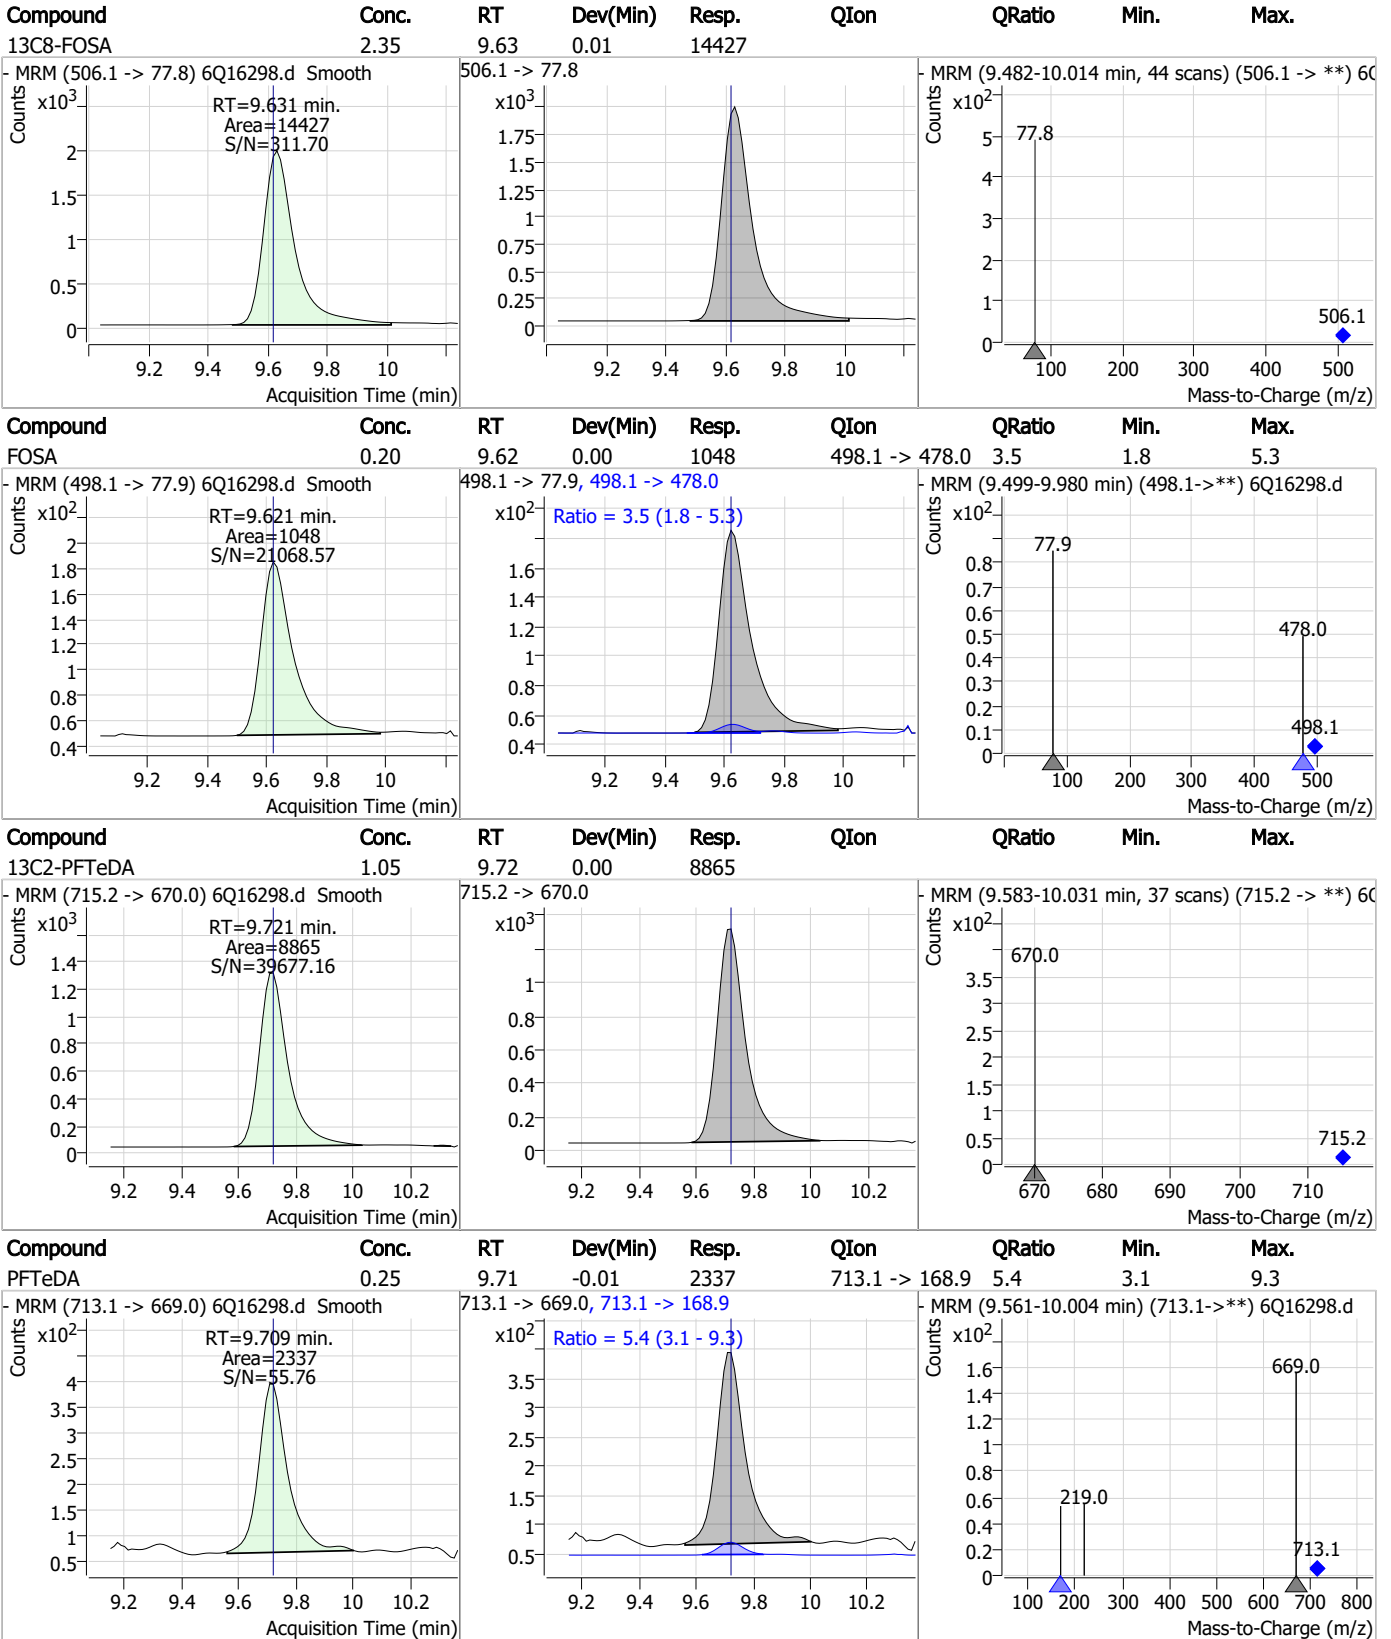 Compound Conc. RT Dev(Min) Resp. QIon QRatio Min. Max.
13C8-FOSA 2.35 9.63 0.01 14427
- MRM (506.1 -> 77.8) 6Q16298.d Smooth
506.1 -> 77.8
- MRM (9.482-10.014 min, 44 scans) (506.1 -> **) 6Q
Counts
x10^3
RT=9.631 min.
Area=14427
S/N=311.70
2
1.5
1
0.5
0
9.2 9.4 9.6 9.8 10
Acquisition Time (min)
x10^3
1.75
1.5
1.25
1
0.75
0.5
0.25
0
9.2 9.4 9.6 9.8 10
Counts
x10^2
77.8
5
4
3
2
1
0
506.1
100 200 300 400 500
Mass-to-Charge (m/z)
Compound Conc. RT Dev(Min) Resp. QIon QRatio Min. Max.
FOSA 0.20 9.62 0.00 1048 498.1 -> 478.0 3.5 1.8 5.3
- MRM (498.1 -> 77.9) 6Q16298.d Smooth
498.1 -> 77.9, 498.1 -> 478.0
- MRM (9.499-9.980 min) (498.1->**) 6Q16298.d
Counts
x10^2
RT=9.621 min.
Area=1048
S/N=21068.57
2
1.8
1.6
1.4
1.2
1
0.8
0.6
0.4
9.2 9.4 9.6 9.8 10
Acquisition Time (min)
x10^2
Ratio = 3.5 (1.8 - 5.3)
1.6
1.4
1.2
1
0.8
0.6
0.4
9.2 9.4 9.6 9.8 10
Counts
x10^2
77.9
0.8
0.7
0.6
0.5
0.4
0.3
0.2
0.1
0
478.0
498.1
100 200 300 400 500
Mass-to-Charge (m/z)
Compound Conc. RT Dev(Min) Resp. QIon QRatio Min. Max.
13C2-PFTeDA 1.05 9.72 0.00 8865
- MRM (715.2 -> 670.0) 6Q16298.d Smooth
715.2 -> 670.0
- MRM (9.583-10.031 min, 37 scans) (715.2 -> **) 6Q
Counts
x10^3
RT=9.721 min.
Area=8865
S/N=39677.16
1.4
1.2
1
0.8
0.6
0.4
0.2
0
9.2 9.4 9.6 9.8 10 10.2
Acquisition Time (min)
x10^3
1
0.8
0.6
0.4
0.2
0
9.2 9.4 9.6 9.8 10 10.2
Counts
x10^2
670.0
3.5
3
2.5
2
1.5
1
0.5
0
715.2
670 680 690 700 710
Mass-to-Charge (m/z)
Compound Conc. RT Dev(Min) Resp. QIon QRatio Min. Max.
PFTeDA 0.25 9.71 -0.01 2337 713.1 -> 168.9 5.4 3.1 9.3
- MRM (713.1 -> 669.0) 6Q16298.d Smooth
713.1 -> 669.0, 713.1 -> 168.9
- MRM (9.561-10.004 min) (713.1->**) 6Q16298.d
Counts
x10^2
RT=9.709 min.
Area=2337
S/N=55.76
4
3.5
3
2.5
2
1.5
1
0.5
9.2 9.4 9.6 9.8 10 10.2
Acquisition Time (min)
x10^2
Ratio = 5.4 (3.1 - 9.3)
3.5
3
2.5
2
1.5
1
0.5
9.2 9.4 9.6 9.8 10 10.2
Counts
x10^2
669.0
1.6
1.4
1.2
1
0.8
0.6
0.4
0.2
0
219.0
713.1
100 200 300 400 500 600 700 800
Mass-to-Charge (m/z)